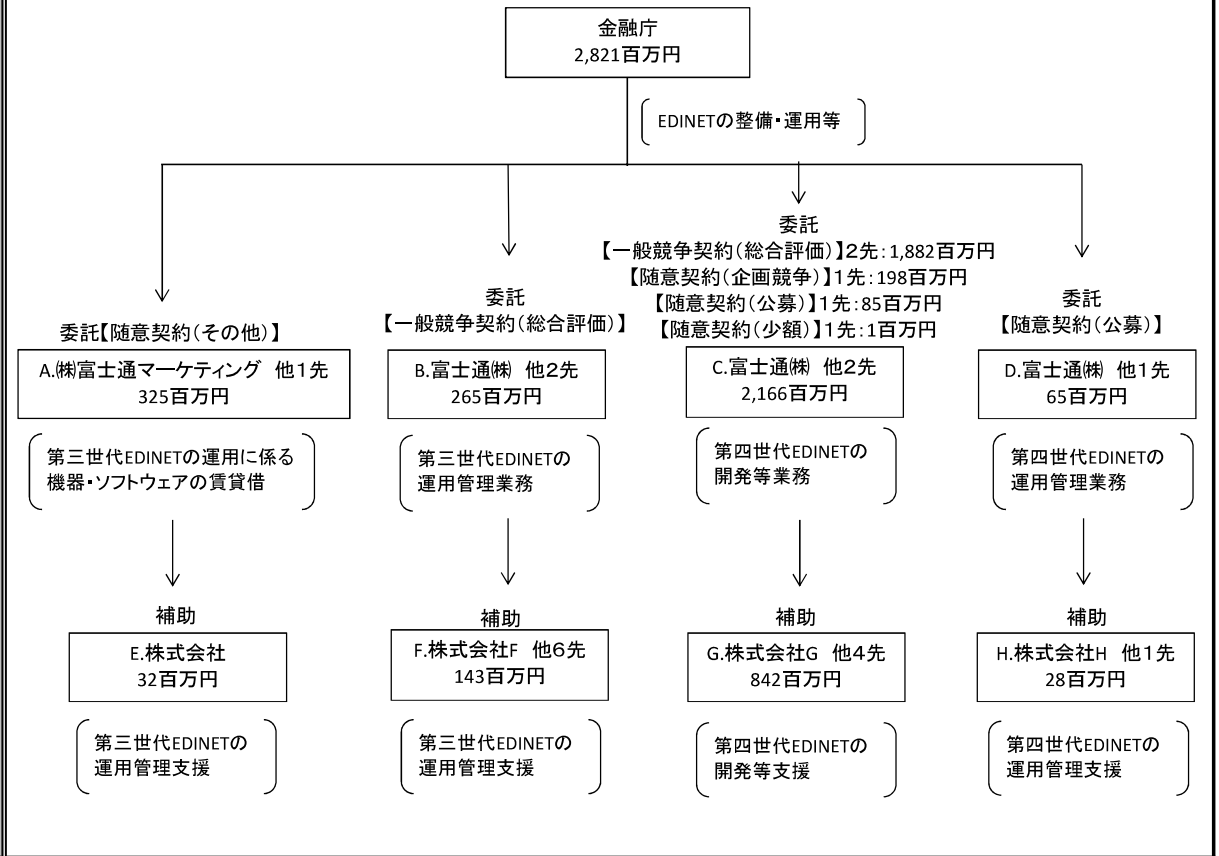 金融庁
2,821百万円
EDINETの整備・運用等
委託【随意契約(その他)】
A.㈱富士通マーケティング 他1先
325百万円
第三世代EDINETの運用に係る
機器・ソフトウェアの賃貸借
補助
E.株式会社
32百万円
第三世代EDINETの
運用管理支援
委託
【一般競争契約(総合評価)】
B.富士通㈱ 他2先
265百万円
第三世代EDINETの
運用管理業務
補助
F.株式会社F 他6先
143百万円
第三世代EDINETの
運用管理支援
委託
【一般競争契約(総合評価)】2先:1,882百万円
【随意契約(企画競争)】1先:198百万円
【随意契約(公募)】1先:85百万円
【随意契約(少額)】1先:1百万円
C.富士通㈱ 他2先
2,166百万円
第四世代EDINETの
開発等業務
補助
G.株式会社G 他4先
842百万円
第四世代EDINETの
開発等支援
委託
【随意契約(公募)】
D.富士通㈱ 他1先
65百万円
第四世代EDINETの
運用管理業務
補助
H.株式会社H 他1先
28百万円
第四世代EDINETの
運用管理支援